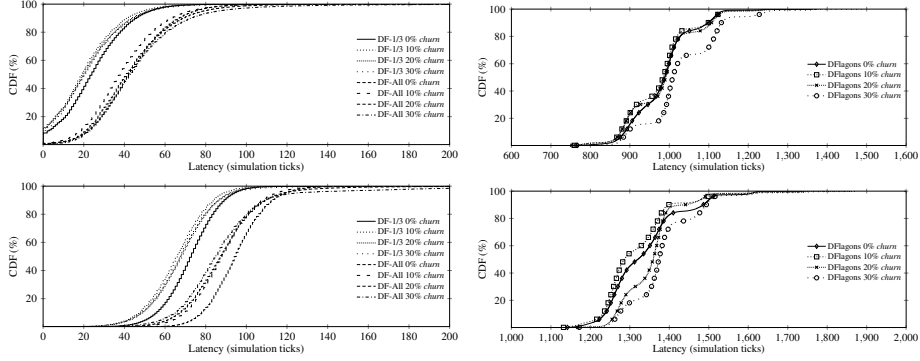 100
80
60
40
20
CDF (%)
0 20 40 60 80 100 120 140 160 180 200
Latency (simulation ticks)
DF-1/3 0% churn
DF-1/3 10% churn
DF-1/3 20% churn
DF-1/3 30% churn
DF-All 0% churn
DF-All 10% churn
DF-All 20% churn
DF-All 30% churn
100
80
60
40
20
CDF (%)
600 700 800 900 1,000 1,100 1,200 1,300 1,400 1,500 1,600
Latency (simulation ticks)
DFlagons 0% churn
DFlagons 10% churn
DFlagons 20% churn
DFlagons 30% churn
100
80
60
40
20
CDF (%)
0 20 40 60 80 100 120 140 160 180 200
Latency (simulation ticks)
DF-1/3 0% churn
DF-1/3 10% churn
DF-1/3 20% churn
DF-1/3 30% churn
DF-All 0% churn
DF-All 10% churn
DF-All 20% churn
DF-All 30% churn
100
80
60
40
20
CDF (%)
1,000 1,100 1,200 1,300 1,400 1,500 1,600 1,700 1,800 1,900 2,000
Latency (simulation ticks)
DFlagons 0% churn
DFlagons 10% churn
DFlagons 20% churn
DFlagons 30% churn